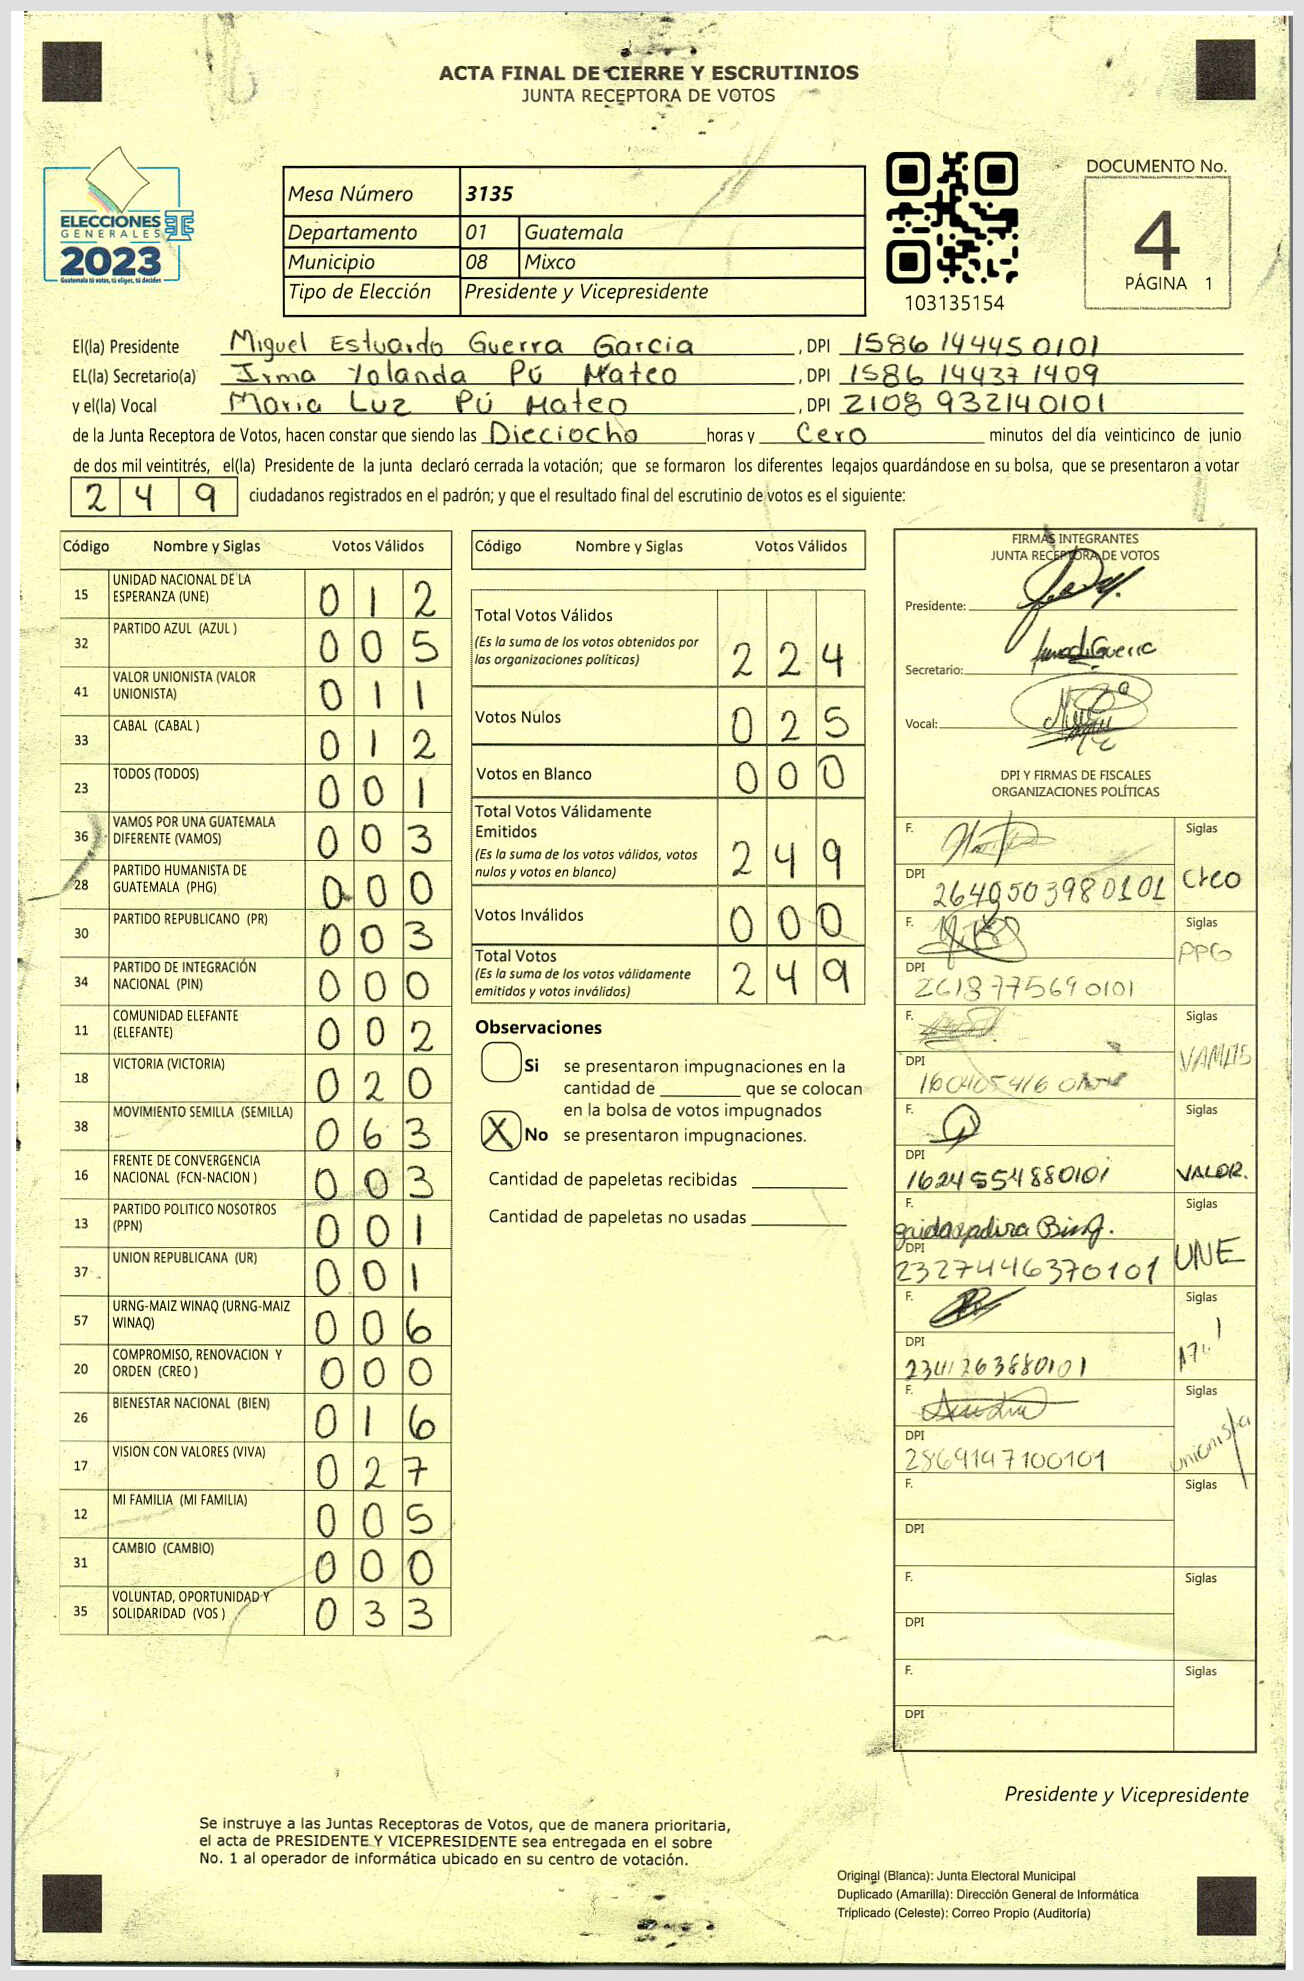 ACTA FINAL DE CIERRE Y ESCRUTINIOS
JUNTA RECEPTORA DE VOTOS
ELECCIONES
GENERALES
2023
Guatemala tú votas, tú eliges, tú decides
Mesa Número 3135
Departamento 01 Guatemala
Municipio 08 Mixco
Tipo de Elección Presidente y Vicepresidente
103135154
DOCUMENTO No.
4
PÁGINA 1
El(la) Presidente Miguel Estuardo Guerra Garcia , DPI 1586 14445 0101
EL(la) Secretario(a) Irma Yolanda Pú Mateo , DPI 1586 14437 1409
y el(la) Vocal Maria Luz Pú Mateo , DPI 2108 93214 0101
de la Junta Receptora de Votos, hacen constar que siendo las Dieciocho horas y Cero minutos del día veinticinco de junio
de dos mil veintitrés, el(la) Presidente de la junta declaró cerrada la votación; que se formaron los diferentes legajos guardándose en su bolsa, que se presentaron a votar
2 4 9 ciudadanos registrados en el padrón; y que el resultado final del escrutinio de votos es el siguiente:
Código Nombre y Siglas Votos Válidos
15 UNIDAD NACIONAL DE LA ESPERANZA (UNE) 0 1 2
32 PARTIDO AZUL (AZUL ) 0 0 5
41 VALOR UNIONISTA (VALOR UNIONISTA) 0 1 1
33 CABAL (CABAL ) 0 1 2
23 TODOS (TODOS) 0 0 1
36 VAMOS POR UNA GUATEMALA DIFERENTE (VAMOS) 0 0 3
28 PARTIDO HUMANISTA DE GUATEMALA (PHG) 0 0 0
30 PARTIDO REPUBLICANO (PR) 0 0 3
34 PARTIDO DE INTEGRACIÓN NACIONAL (PIN) 0 0 0
11 COMUNIDAD ELEFANTE (ELEFANTE) 0 0 2
18 VICTORIA (VICTORIA) 0 2 0
38 MOVIMIENTO SEMILLA (SEMILLA) 0 6 3
16 FRENTE DE CONVERGENCIA NACIONAL (FCN-NACION ) 0 0 3
13 PARTIDO POLITICO NOSOTROS (PPN) 0 0 1
37 UNION REPUBLICANA (UR) 0 0 1
57 URNG-MAIZ WINAQ (URNG-MAIZ WINAQ) 0 0 6
20 COMPROMISO, RENOVACION Y ORDEN (CREO ) 0 0 0
26 BIENESTAR NACIONAL (BIEN) 0 1 6
17 VISION CON VALORES (VIVA) 0 2 7
12 MI FAMILIA (MI FAMILIA) 0 0 5
31 CAMBIO (CAMBIO) 0 0 0
35 VOLUNTAD, OPORTUNIDAD Y SOLIDARIDAD (VOS ) 0 3 3
Código Nombre y Siglas Votos Válidos
Total Votos Válidos
(Es la suma de los votos obtenidos por
las organizaciones políticas) 2 2 4
Votos Nulos 0 2 5
Votos en Blanco 0 0 0
Total Votos Válidamente
Emitidos
(Es la suma de los votos válidos, votos
nulos y votos en blanco) 2 4 9
Votos Inválidos 0 0 0
Total Votos
(Es la suma de los votos válidamente
emitidos y votos inválidos) 2 4 9
Observaciones
Si se presentaron impugnaciones en la
cantidad de ________ que se colocan
en la bolsa de votos impugnados
X No se presentaron impugnaciones.
Cantidad de papeletas recibidas
Cantidad de papeletas no usadas
FIRMAS INTEGRANTES
JUNTA RECEPTORA DE VOTOS
Presidente:
Secretario: Guerra
Vocal:
DPI Y FIRMAS DE FISCALES
ORGANIZACIONES POLÍTICAS
F. Siglas
DPI 2649503980101 Creo
F. Siglas
DPI 2618775690101 PPG
F. Siglas
DPI VAMOS
F. Siglas
DPI 1624554880101 VALOR.
F. Siglas
DPI 2327446370101 UNE
F. Siglas
DPI 2341263880101
F. Siglas
DPI 2869147100101 unionista
F. Siglas
DPI
F. Siglas
DPI
F. Siglas
DPI
Presidente y Vicepresidente
Se instruye a las Juntas Receptoras de Votos, que de manera prioritaria,
el acta de PRESIDENTE Y VICEPRESIDENTE sea entregada en el sobre
No. 1 al operador de informática ubicado en su centro de votación.
Original (Blanca): Junta Electoral Municipal
Duplicado (Amarilla): Dirección General de Informática
Triplicado (Celeste): Correo Propio (Auditoría)